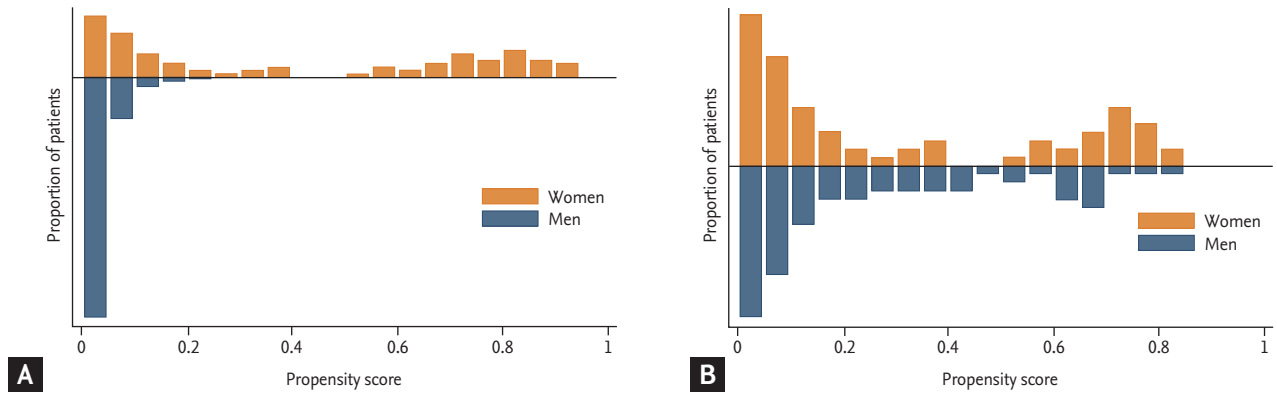 Proportion of patients
Women
Men
0 0.2 0.4 0.6 0.8 1
Propensity score
A
Proportion of patients
Women
Men
0 0.2 0.4 0.6 0.8 1
Propensity score
B